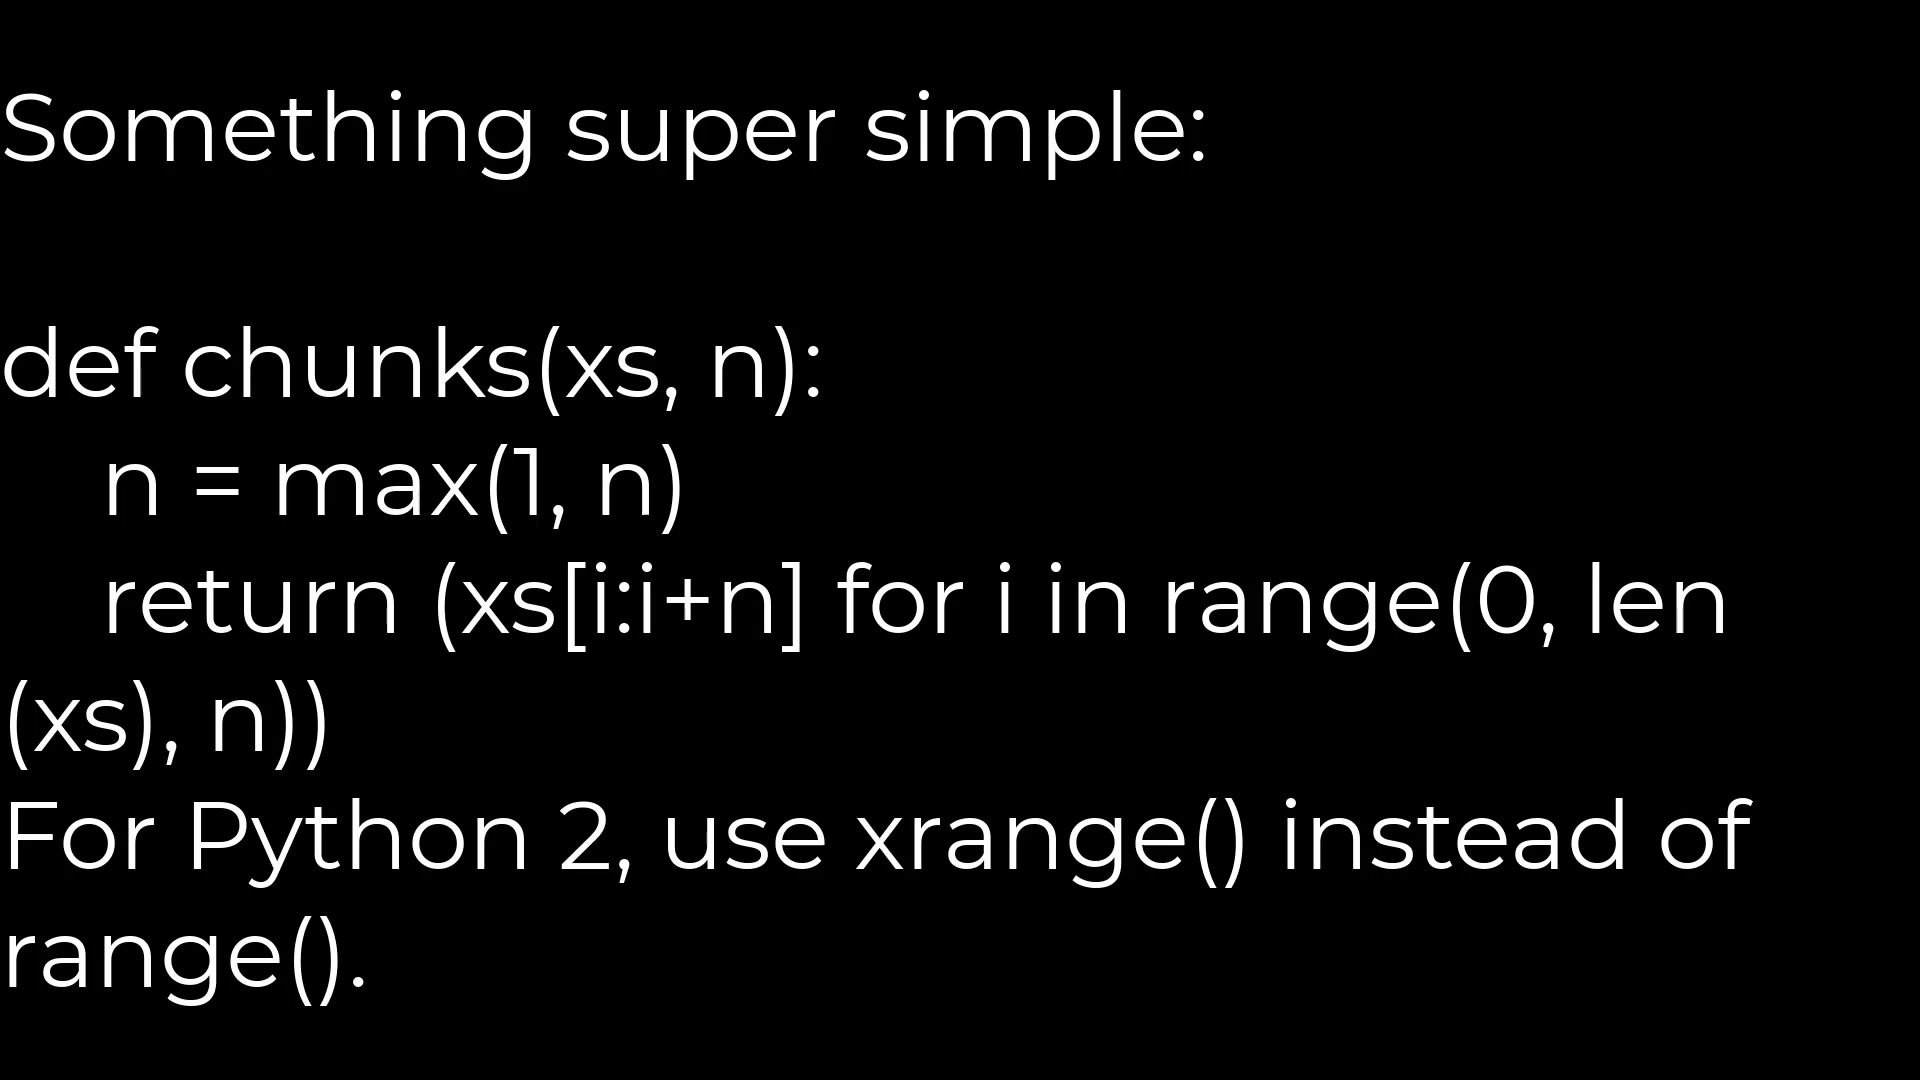 Something super simple:

def chunks(xs, n):
    n = max(1, n)
    return (xs[i:i+n] for i in range(0, len
(xs), n))
For Python 2, use xrange() instead of
range().